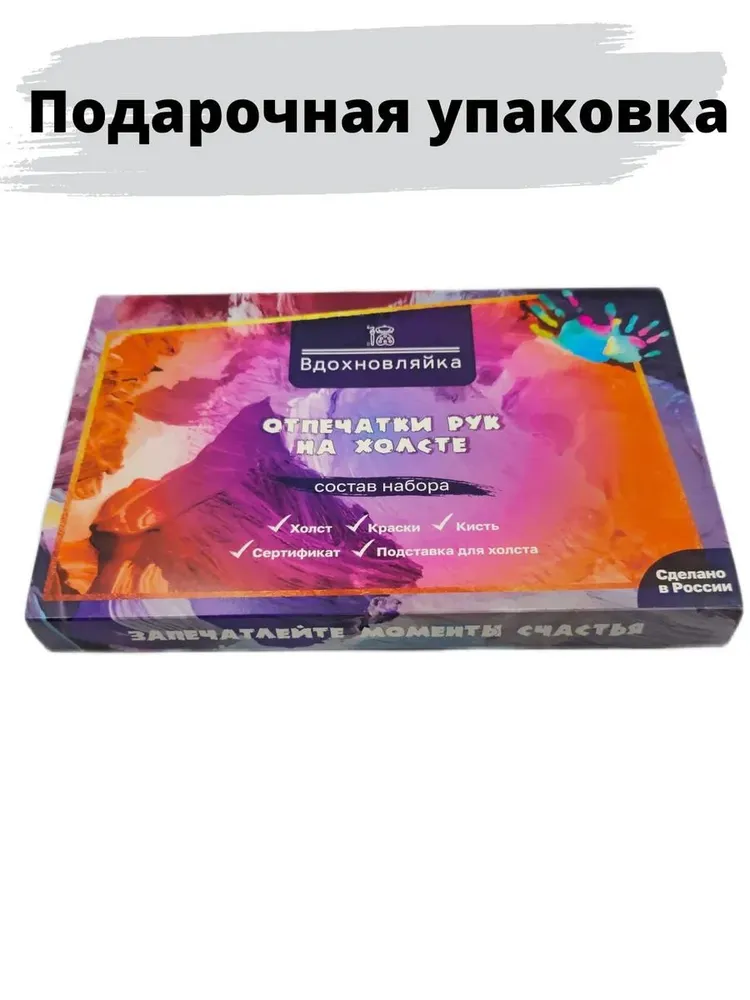 Подарочная упаковка
Вдохновляйка
ОТПЕЧАТКИ РУК
НА ХОЛСТЕ
состав набора
Холст Краски Кисть
Сертификат Подставка для холста
Сделано
в России
ЗАПЕЧАТЛЕЙТЕ МОМЕНТЫ СЧАСТЬЯ